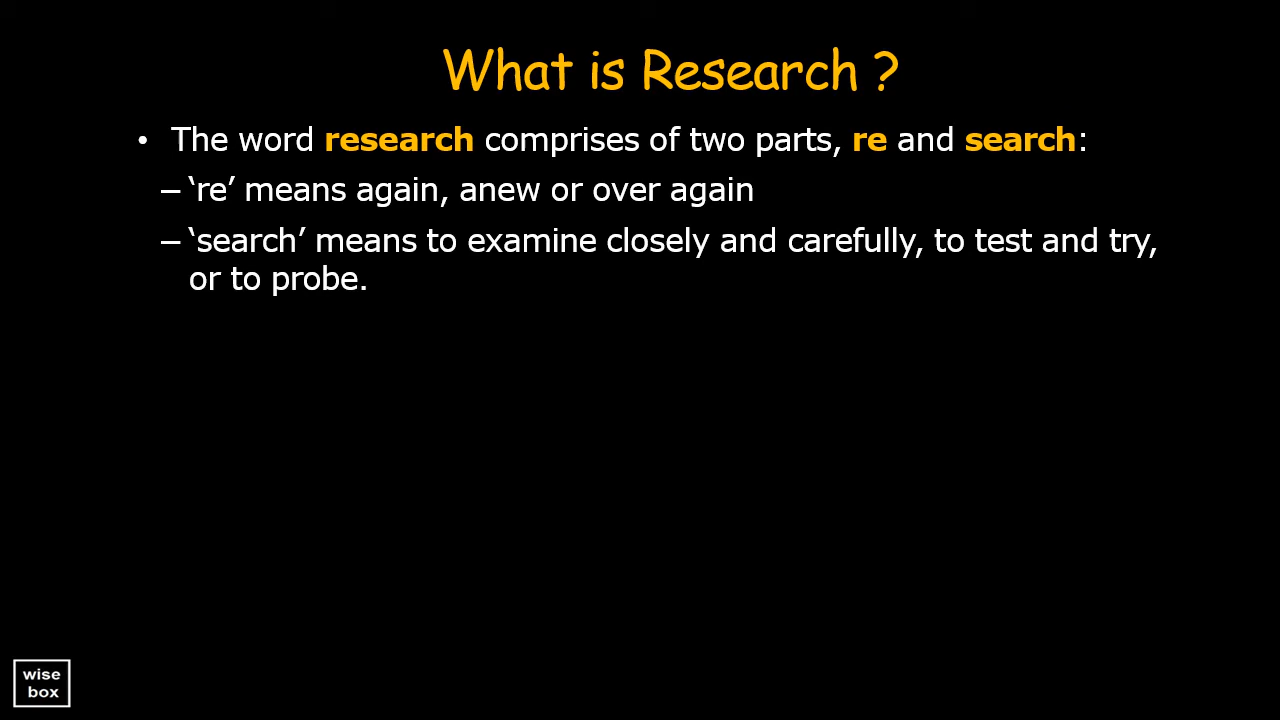 What is Research ?
• The word research comprises of two parts, re and search:
– ‘re’ means again, anew or over again
– ‘search’ means to examine closely and carefully, to test and try,
or to probe.
wise
box